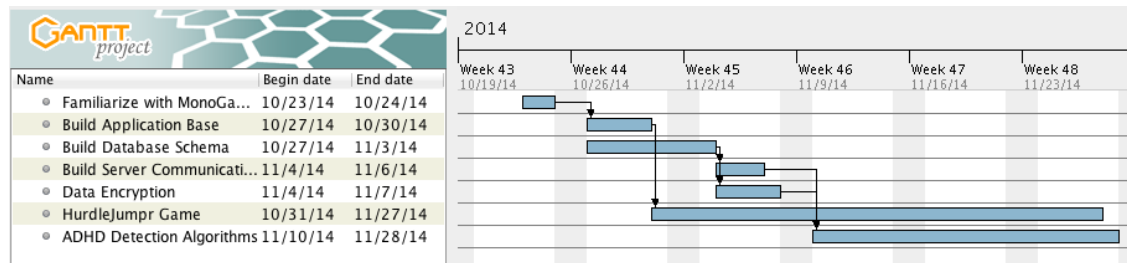 GANTT
project
2014
Week 43 Week 44 Week 45 Week 46 Week 47 Week 48
10/19/14 10/26/14 11/2/14 11/9/14 11/16/14 11/23/14
Name Begin date End date
Familiarize with MonoGa... 10/23/14 10/24/14
Build Application Base 10/27/14 10/30/14
Build Database Schema 10/27/14 11/3/14
Build Server Communicati... 11/4/14 11/6/14
Data Encryption 11/4/14 11/7/14
HurdleJumpr Game 10/31/14 11/27/14
ADHD Detection Algorithms 11/10/14 11/28/14